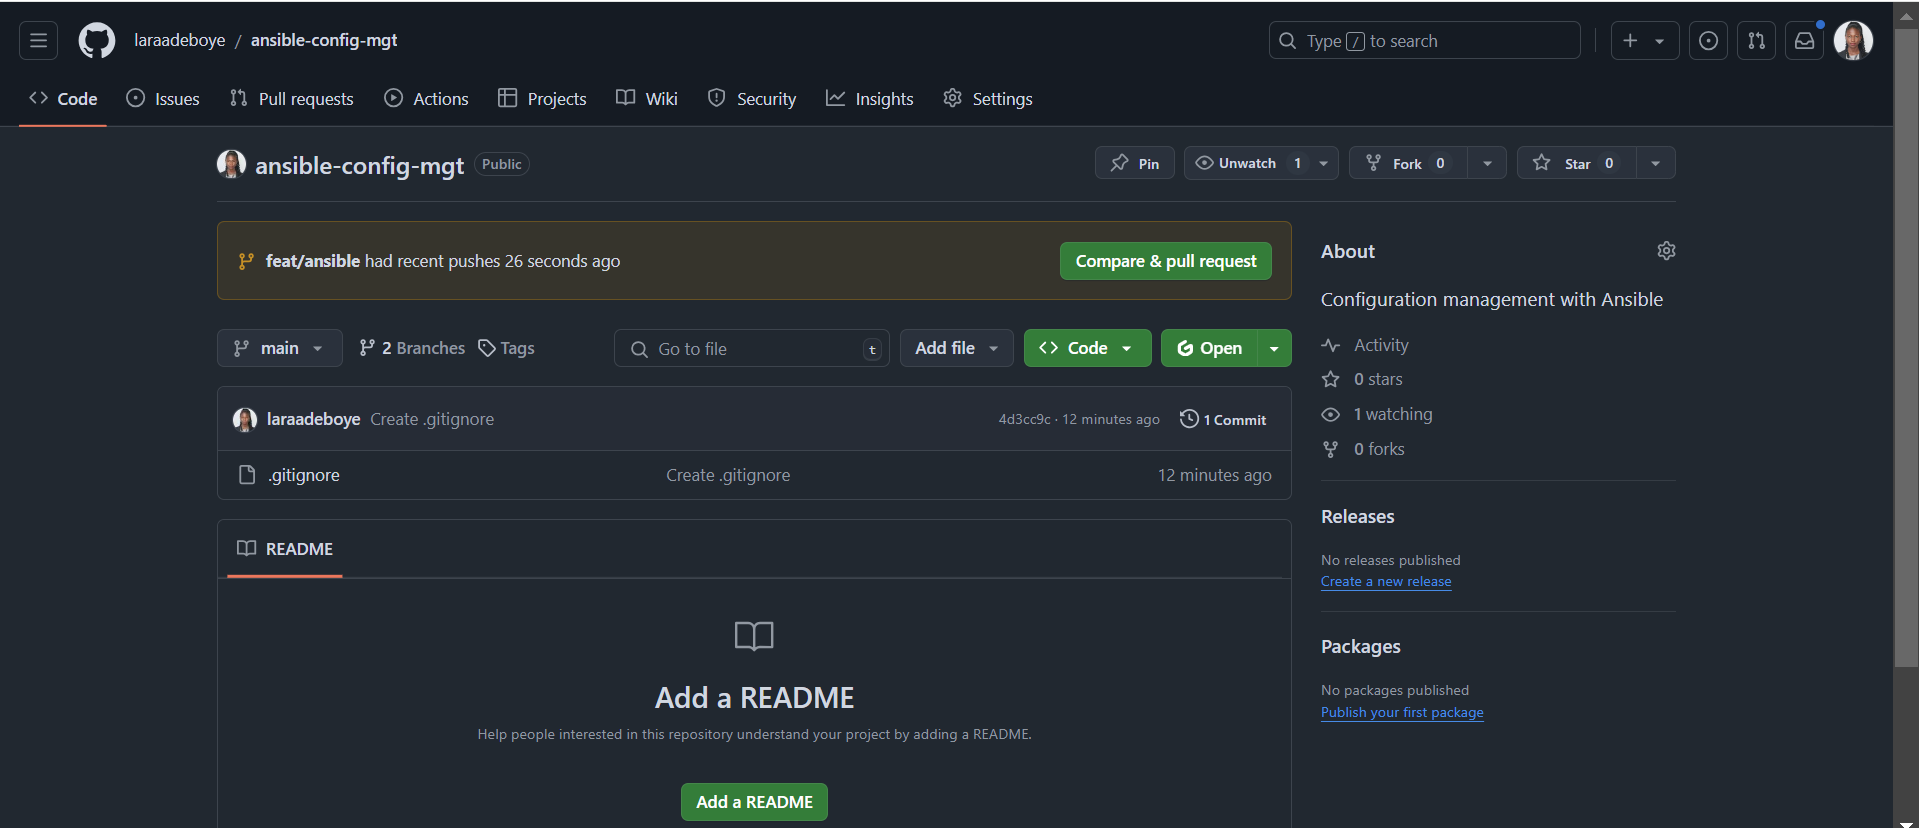 laraadeboye / ansible-config-mgt
Type / to search
Code Issues Pull requests Actions Projects Wiki Security Insights Settings
ansible-config-mgt Public
Pin Unwatch 1 Fork 0 Star 0
feat/ansible had recent pushes 26 seconds ago
Compare & pull request
main 2 Branches Tags Go to file t Add file Code Open
laraadeboye Create .gitignore 4d3cc9c · 12 minutes ago 1 Commit
.gitignore Create .gitignore 12 minutes ago
README
Add a README
Help people interested in this repository understand your project by adding a README.
Add a README
About
Configuration management with Ansible
Activity
0 stars
1 watching
0 forks
Releases
No releases published
Create a new release
Packages
No packages published
Publish your first package